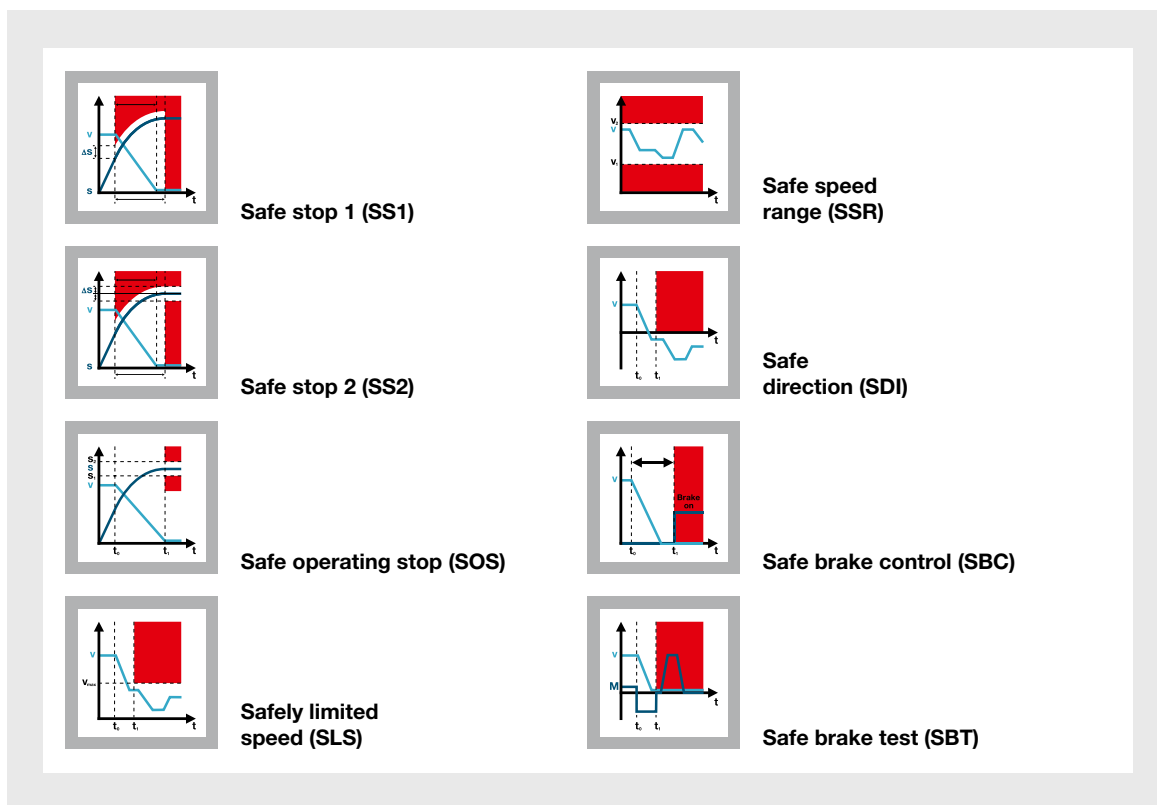 V
ΔS
S
t
Safe stop 1 (SS1)
ΔS
V
S
t
Safe stop 2 (SS2)
S₂
S
S₁
V
t₀
t₁
t
Safe operating stop (SOS)
V
Vmax
t₀
t₁
t
Safely limited
speed (SLS)
V₂
V
V₁
t
Safe speed
range (SSR)
V
t
t₀
t₁
Safe
direction (SDI)
V
Brake
on
t₀
t₁
t
Safe brake control (SBC)
V
M
t
t₀
t₁
Safe brake test (SBT)